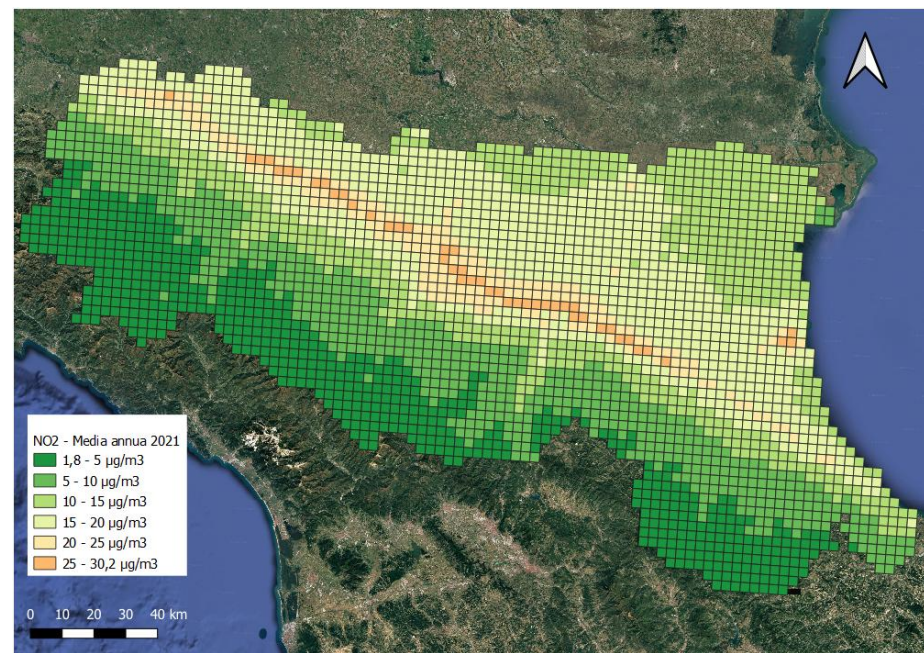 NO2 - Media annua 2021
1,8 - 5 µg/m3
5 - 10 µg/m3
10 - 15 µg/m3
15 - 20 µg/m3
20 - 25 µg/m3
25 - 30,2 µg/m3
0 10 20 30 40 km